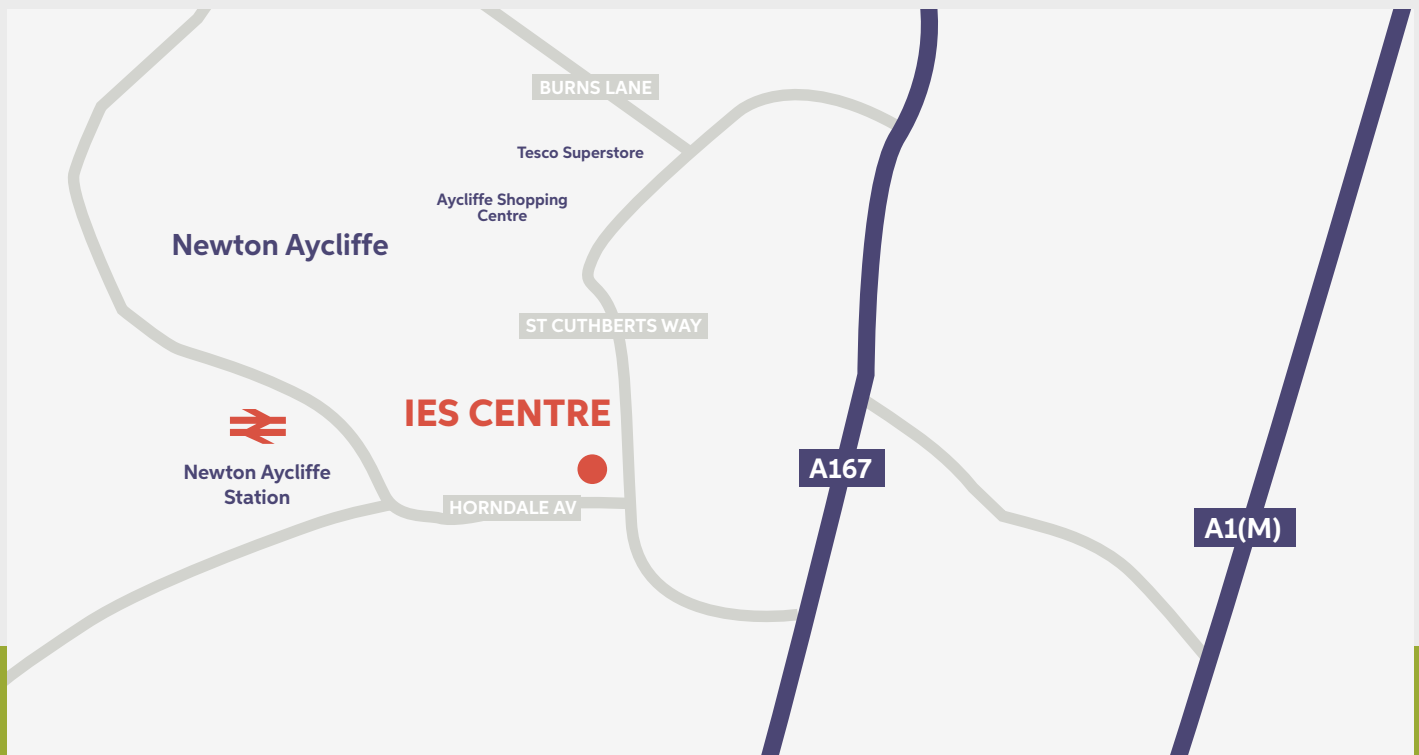 BURNS LANE
Tesco Superstore
Aycliffe Shopping
Centre
Newton Aycliffe
ST CUTHBERTS WAY
IES CENTRE
Newton Aycliffe
Station
HORNDALE AV
A167
A1(M)